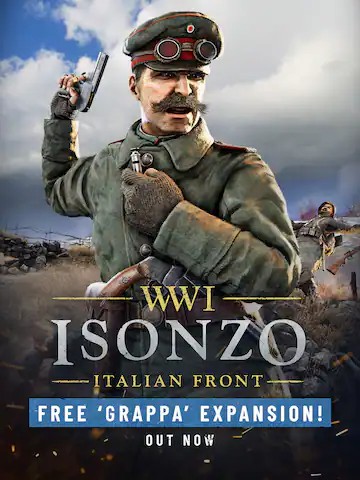 WWI
ISONZO
ITALIAN FRONT
FREE 'GRAPPA' EXPANSION!
OUT NOW